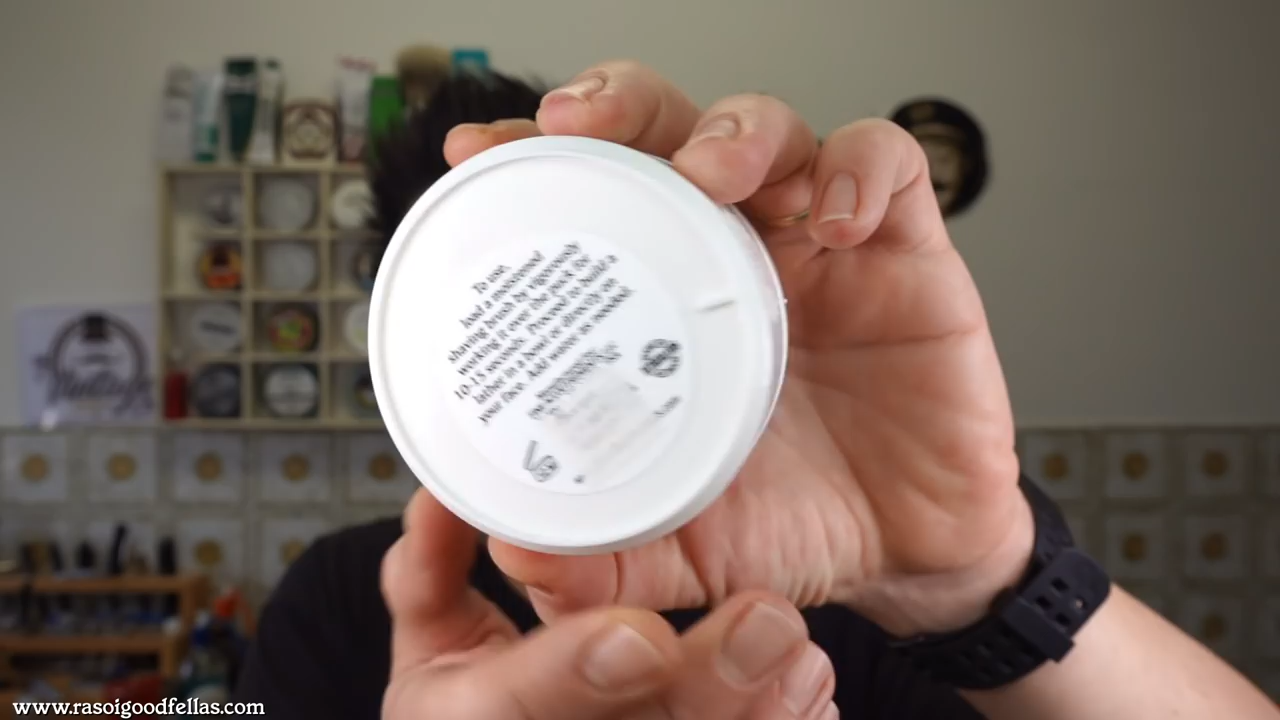 To use,
load a moistened
shaving brush by vigorously
working it over the puck for
10-15 seconds. Proceed to build a
lather in a bowl or directly on
your face. Add water as needed.
www.rasoigoodfellas.com